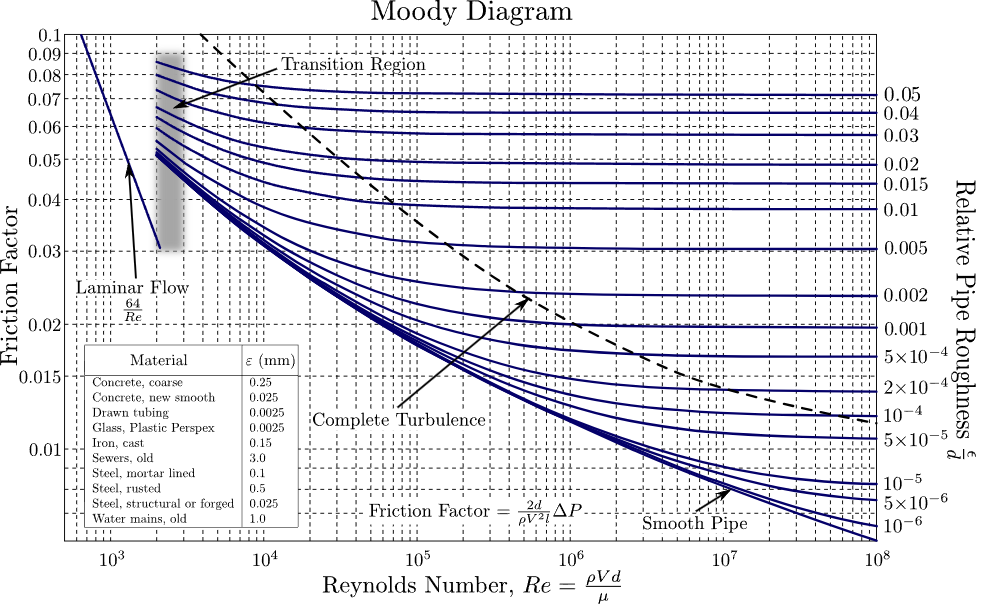 Moody Diagram
0.1
0.09
0.08
0.07
0.06
0.05
0.04
0.03
0.02
0.015
0.01
Friction Factor
Transition Region
Laminar Flow
64/Re
Complete Turbulence
Smooth Pipe
Friction Factor = 2d/ρV²l ΔP
Material ε (mm)
Concrete, coarse 0.25
Concrete, new smooth 0.025
Drawn tubing 0.0025
Glass, Plastic Perspex 0.0025
Iron, cast 0.15
Sewers, old 3.0
Steel, mortar lined 0.1
Steel, rusted 0.5
Steel, structural or forged 0.025
Water mains, old 1.0
0.05
0.04
0.03
0.02
0.015
0.01
0.005
0.002
0.001
5×10⁻⁴
2×10⁻⁴
10⁻⁴
5×10⁻⁵
10⁻⁵
5×10⁻⁶
10⁻⁶
Relative Pipe Roughness ϵ/d
10³ 10⁴ 10⁵ 10⁶ 10⁷ 10⁸
Reynolds Number, Re = ρVd/μ